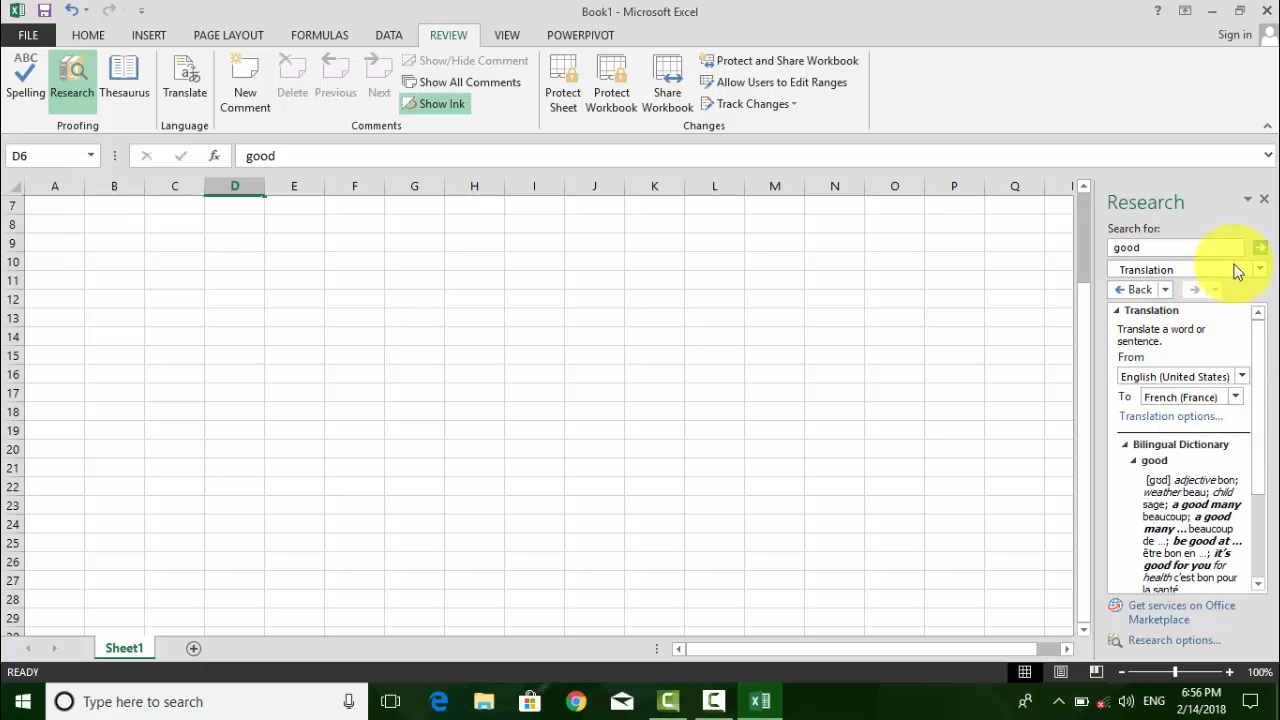 Book1 - Microsoft Excel
?
FILE HOME INSERT PAGE LAYOUT FORMULAS DATA REVIEW VIEW POWERPIVOT Sign in
ABC
Spelling Research Thesaurus Translate New
Comment Delete Previous Next Show/Hide Comment
Show All Comments
Show Ink Protect
Sheet Protect
Workbook Share
Workbook Protect and Share Workbook
Allow Users to Edit Ranges
Track Changes
Proofing Language Comments Changes
D6 fx good
A B C D E F G H I J K L M N O P Q
7
8
9
10
11
12
13
14
15
16
17
18
19
20
21
22
23
24
25
26
27
28
29
Research
Search for:
good
Translation
Back
Translation
Translate a word or
sentence.
From
English (United States)
To French (France)
Translation options...
Bilingual Dictionary
good
[gʊd] adjective bon;
weather beau; child
sage; a good many
beaucoup; a good
many ... beaucoup
de ...; be good at ...
être bon en ...; it's
good for you for
health c'est bon pour
la santé
Get services on Office
Marketplace
Research options...
Sheet1
READY 100%
Type here to search ENG 6:56 PM
2/14/2018